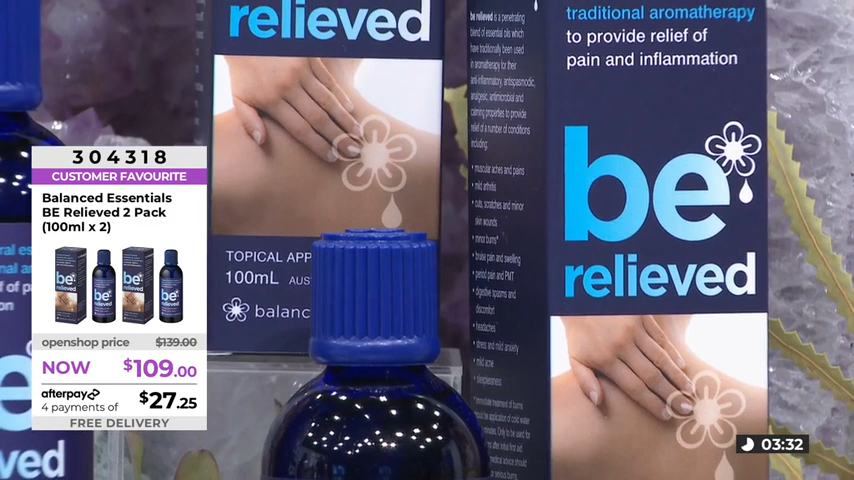 304318
CUSTOMER FAVOURITE
Balanced Essentials
BE Relieved 2 Pack
(100ml x 2)
be
relieved
be
be
relieved
be
openshop price $139.00
NOW $109.00
afterpay
4 payments of $27.25
FREE DELIVERY
relieved
TOPICAL APP
100mL AUS
balanc
be relieved is a penetrating
blend of essential oils which
have traditionally been used
in aromatherapy for their
anti-inflammatory, antispasmodic,
analgesic, antimicrobial and
calming properties to provide
relief of a number of conditions
including:
• muscular aches and pains
• mild arthritis
• cuts, scratches and minor
skin wounds
• minor burns*
• bruise pain and swelling
• period pain and PMT
• digestive spasms and
discomfort
• headaches
• stress and mild anxiety
• mild acne
• sleeplessness
traditional aromatherapy
to provide relief of
pain and inflammation
be
relieved
03:32